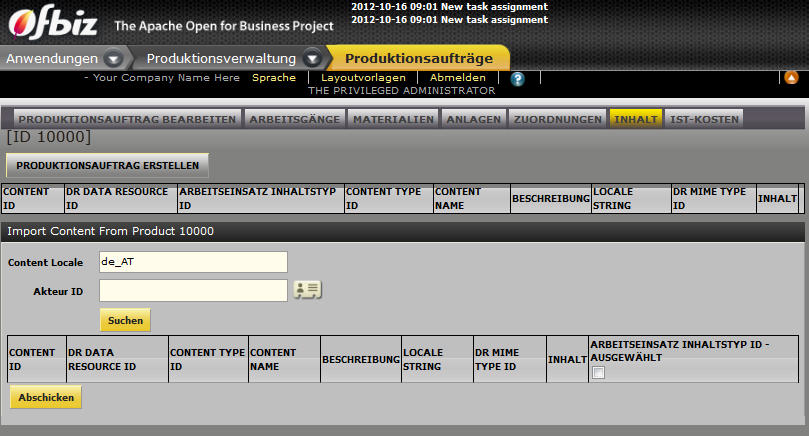 2012-10-16 09:01 New task assignment
2012-10-16 09:01 New task assignment
Ofbiz The Apache Open for Business Project
Anwendungen Produktionsverwaltung Produktionsaufträge
- Your Company Name Here Sprache Layoutvorlagen Abmelden ?
THE PRIVILEGED ADMINISTRATOR
PRODUKTIONSAUFTRAG BEARBEITEN ARBEITSGÄNGE MATERIALIEN ANLAGEN ZUORDNUNGEN INHALT IST-KOSTEN
[ID 10000]
PRODUKTIONSAUFTRAG ERSTELLEN
CONTENT ID DR DATA RESOURCE ID ARBEITSEINSATZ INHALTSTYP ID CONTENT TYPE ID CONTENT NAME BESCHREIBUNG LOCALE STRING DR MIME TYPE ID INHALT
Import Content From Product 10000
Content Locale de_AT
Akteur ID
Suchen
CONTENT ID DR DATA RESOURCE ID CONTENT TYPE ID CONTENT NAME BESCHREIBUNG LOCALE STRING DR MIME TYPE ID INHALT ARBEITSEINSATZ INHALTSTYP ID - AUSGEWÄHLT
Abschicken